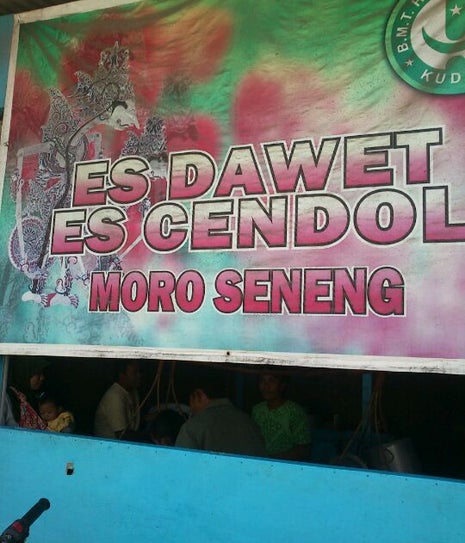 B.M.T.
KUD
ES DAWET
ES CENDOL
MORO SENENG